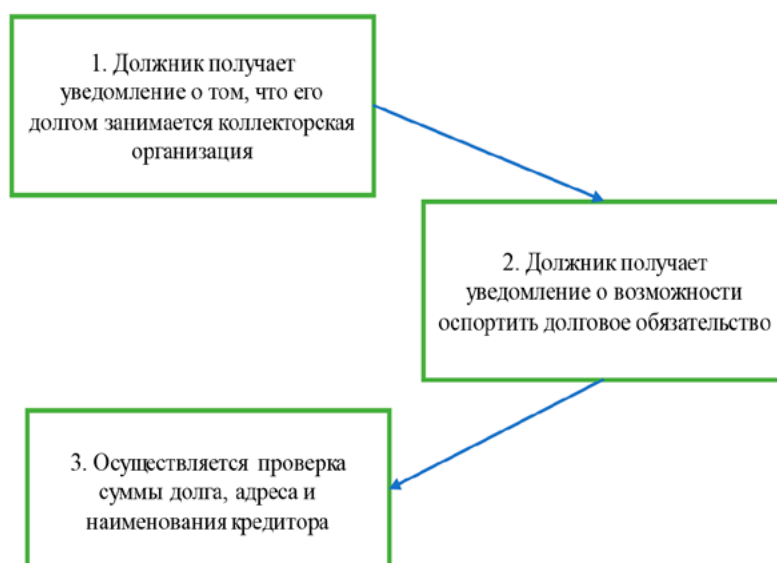 1. Должник получает
уведомление о том, что его
долгом занимается коллекторская
организация
2. Должник получает
уведомление о возможности
оспортить долговое обязательство
3. Осуществляется проверка
суммы долга, адреса и
наименования кредитора